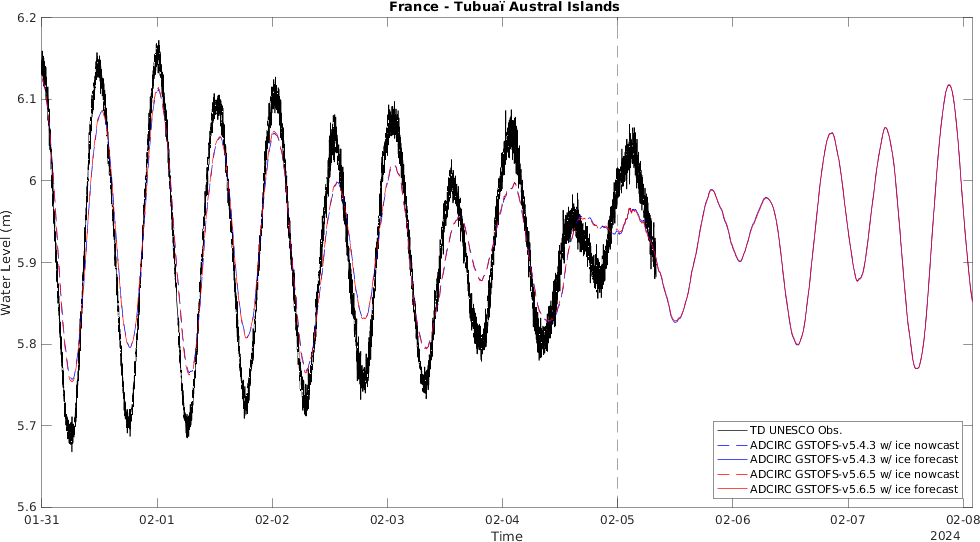 France - Tubuaï Austral Islands
6.2
6.1
6
5.9
5.8
5.7
5.6
Water Level (m)
TD UNESCO Obs.
ADCIRC GSTOFS-v5.4.3 w/ ice nowcast
ADCIRC GSTOFS-v5.4.3 w/ ice forecast
ADCIRC GSTOFS-v5.6.5 w/ ice nowcast
ADCIRC GSTOFS-v5.6.5 w/ ice forecast
01-31 02-01 02-02 02-03 02-04 02-05 02-06 02-07 02-08
Time
2024